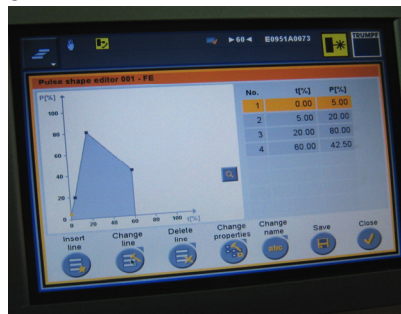 ►60◄ E0951A0073 TRUMPF
Pulse shape editor 001 - FE
P[%]
100
80
60
40
20
0
0 20 40 60 80 100 t[%]
No. t[%] P[%]
1 0.00 5.00
2 5.00 20.00
3 20.00 80.00
4 60.00 42.50
Insert line
Change line
Delete line
Change properties
Change name
abc
Save
Close